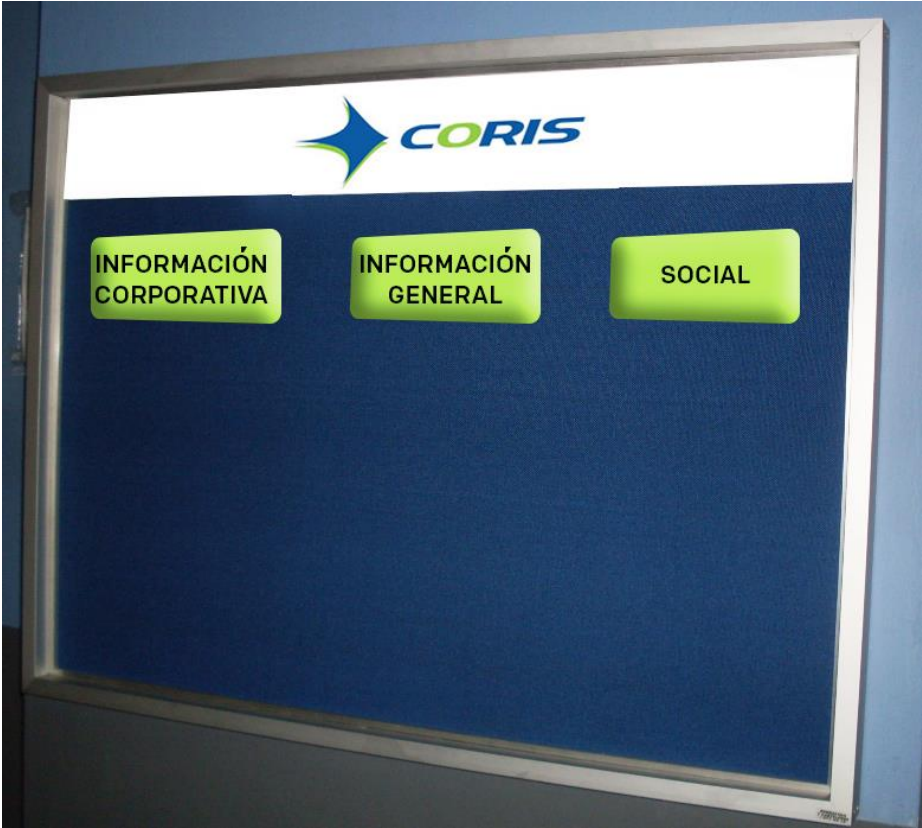 CORIS
INFORMACIÓN
CORPORATIVA
INFORMACIÓN
GENERAL
SOCIAL